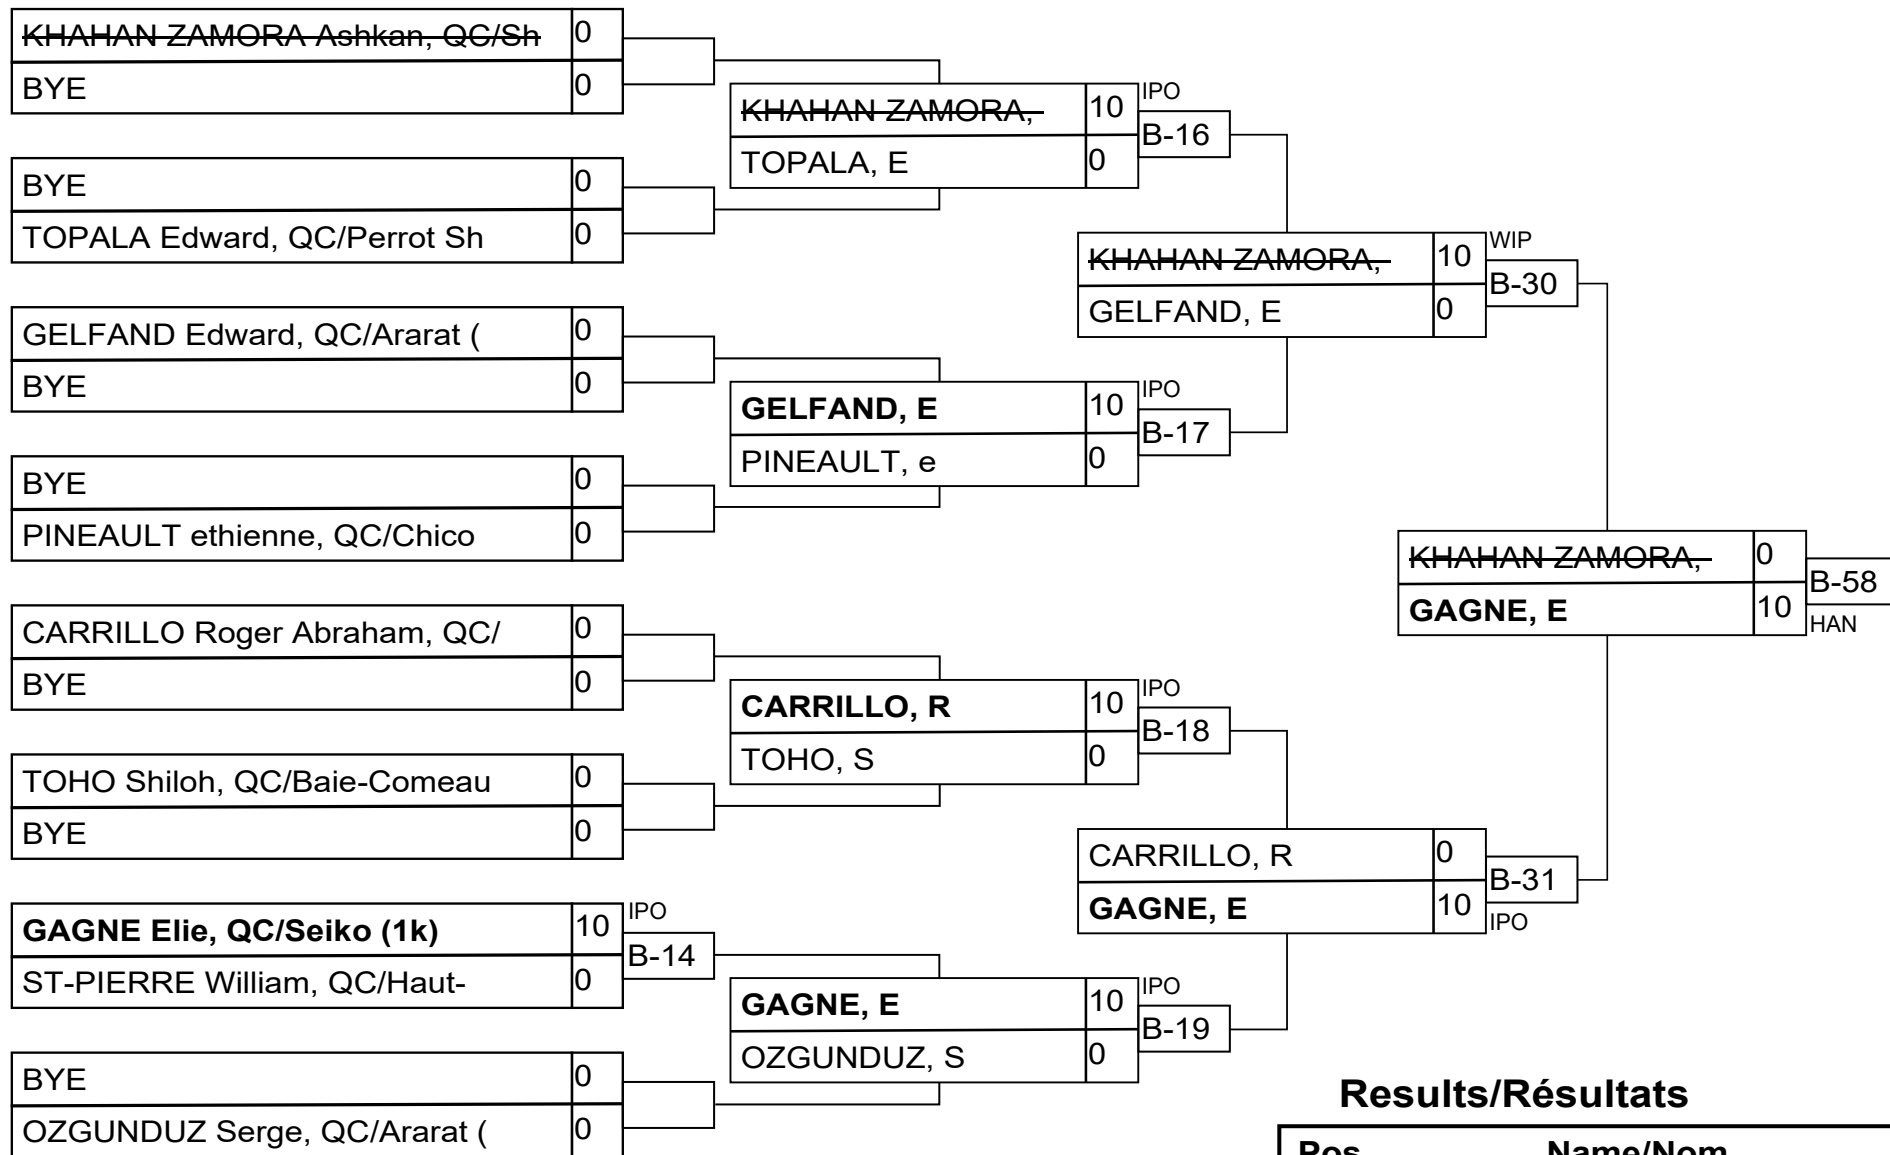 KHAHAN ZAMORA Ashkan, QC/Sh 0
BYE 0
BYE 0
TOPALA Edward, QC/Perrot Sh 0
GELFAND Edward, QC/Ararat ( 0
BYE 0
BYE 0
PINEAULT ethienne, QC/Chico 0
CARRILLO Roger Abraham, QC/ 0
BYE 0
TOHO Shiloh, QC/Baie-Comeau 0
BYE 0
GAGNE Elie, QC/Seiko (1k) 10 IPO
B-14
ST-PIERRE William, QC/Haut- 0
BYE 0
OZGUNDUZ Serge, QC/Ararat ( 0
KHAHAN ZAMORA, 10 IPO
B-16
TOPALA, E 0
GELFAND, E 10 IPO
B-17
PINEAULT, e 0
CARRILLO, R 10 IPO
B-18
TOHO, S 0
GAGNE, E 10 IPO
B-19
OZGUNDUZ, S 0
KHAHAN ZAMORA, 10 WIP
B-30
GELFAND, E 0
CARRILLO, R 0
B-31
GAGNE, E 10 IPO
KHAHAN ZAMORA, 0
B-58
GAGNE, E 10 HAN
Results/Résultats
Pos Name/Nom